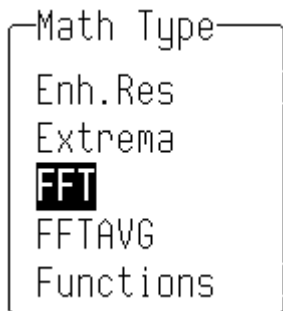 Math Type
Enh.Res
Extrema
FFT
FFTAVG
Functions